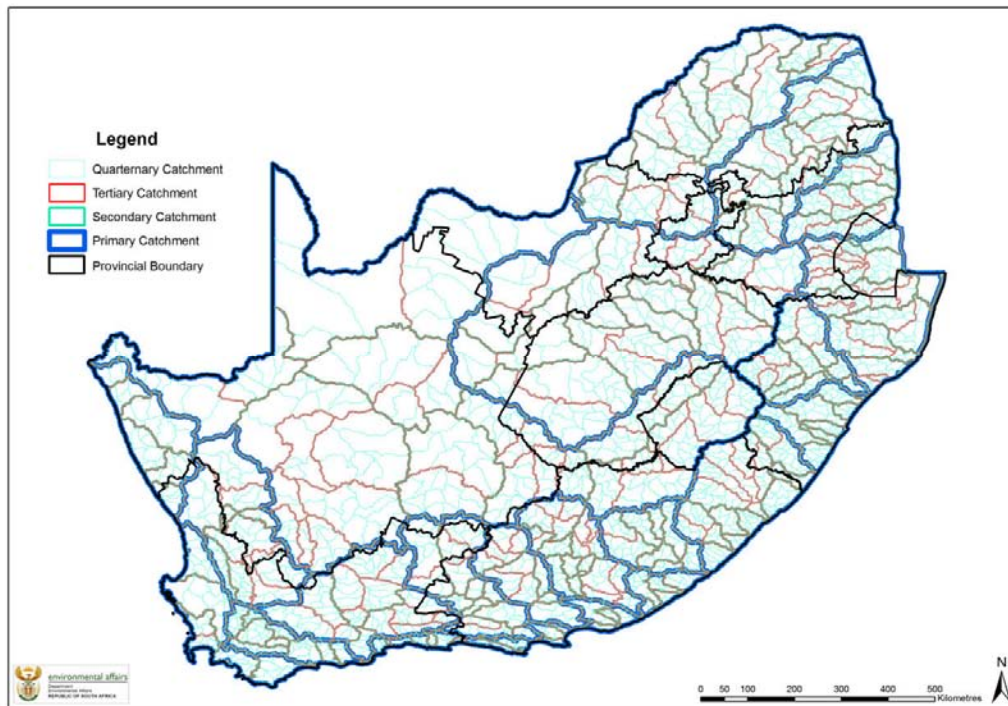 Legend
Quarternary Catchment
Tertiary Catchment
Secondary Catchment
Primary Catchment
Provincial Boundary
environmental affairs
Department:
Environmental Affairs
REPUBLIC OF SOUTH AFRICA
N
0 50 100 200 300 400 500
Kilometres